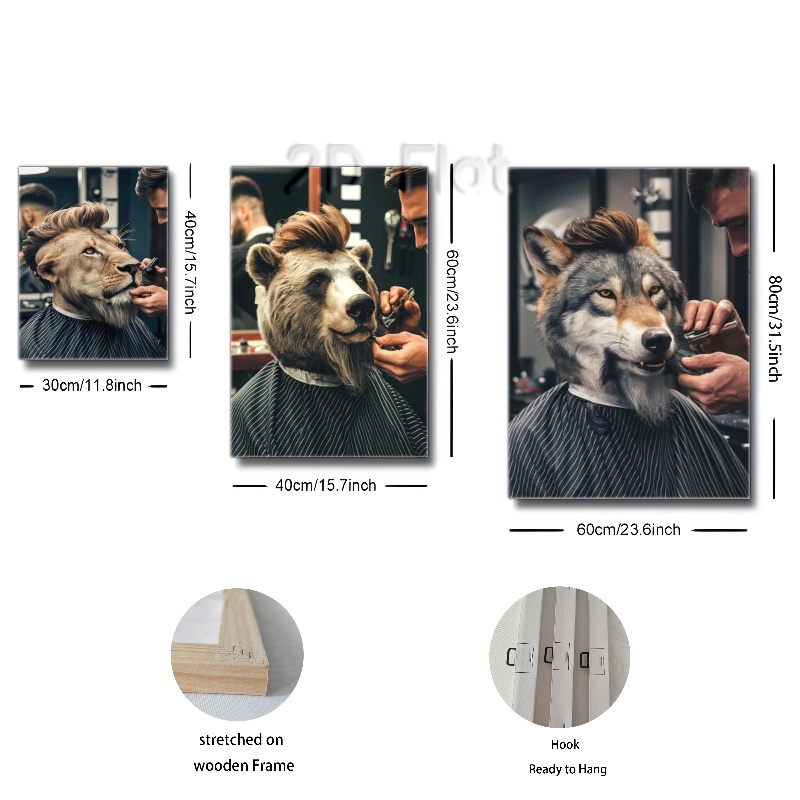 2D Flat
40cm/15.7inch
30cm/11.8inch
60cm/23.6inch
40cm/15.7inch
80cm/31.5inch
60cm/23.6inch
stretched on
wooden Frame
Hook
Ready to Hang